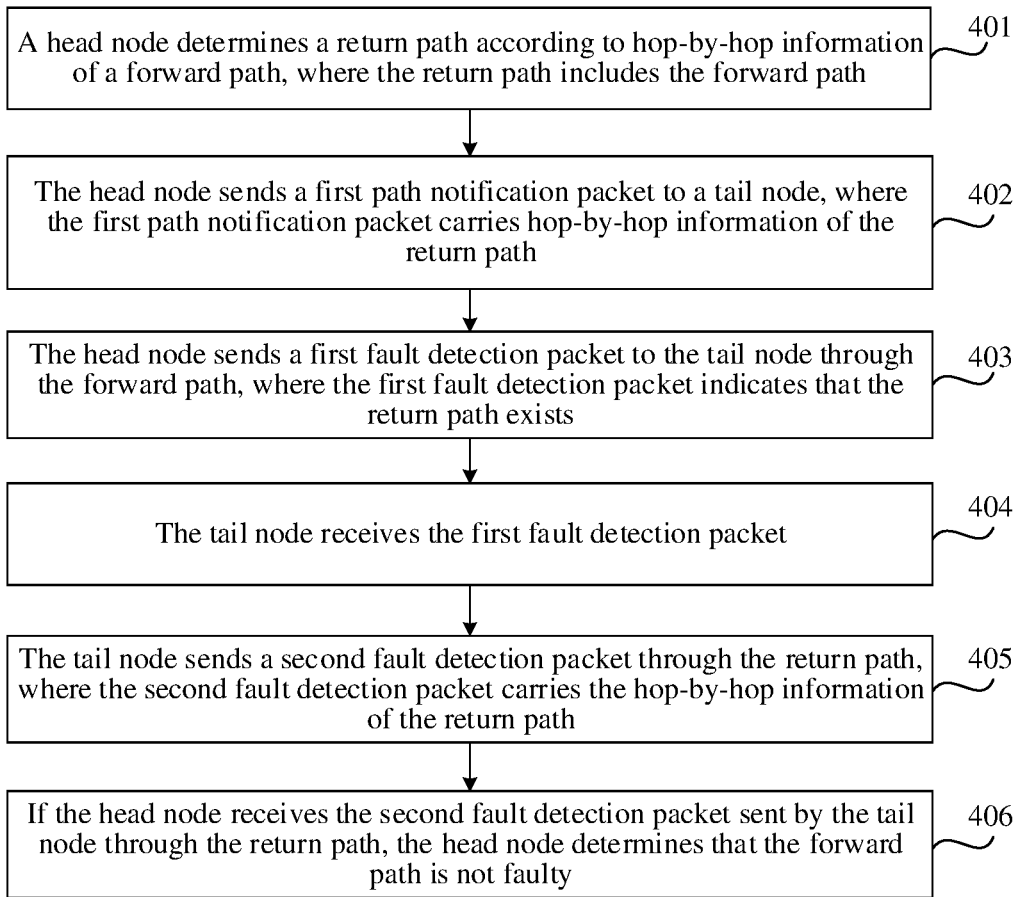 A head node determines a return path according to hop-by-hop information
of a forward path, where the return path includes the forward path
401
The head node sends a first path notification packet to a tail node, where
the first path notification packet carries hop-by-hop information of the
return path
402
The head node sends a first fault detection packet to the tail node through
the forward path, where the first fault detection packet indicates that the
return path exists
403
The tail node receives the first fault detection packet
404
The tail node sends a second fault detection packet through the return path,
where the second fault detection packet carries the hop-by-hop information
of the return path
405
If the head node receives the second fault detection packet sent by the tail
node through the return path, the head node determines that the forward
path is not faulty
406